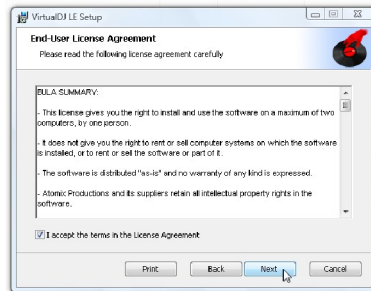 VirtualDJ LE Setup
End-User License Agreement
Please read the following license agreement carefully
EULA SUMMARY:
- This license gives you the right to install and use the software on a maximum of two
computers, by one person.
- It does not give you the right to rent or sell computer systems on which the software
is installed, or to rent or sell the software or part of it.
- The software is distributed "as-is" and no warranty of any kind is expressed.
- Atomix Productions and its suppliers retain all intellectual property rights in the
software.
I accept the terms in the License Agreement
Print
Back
Next
Cancel